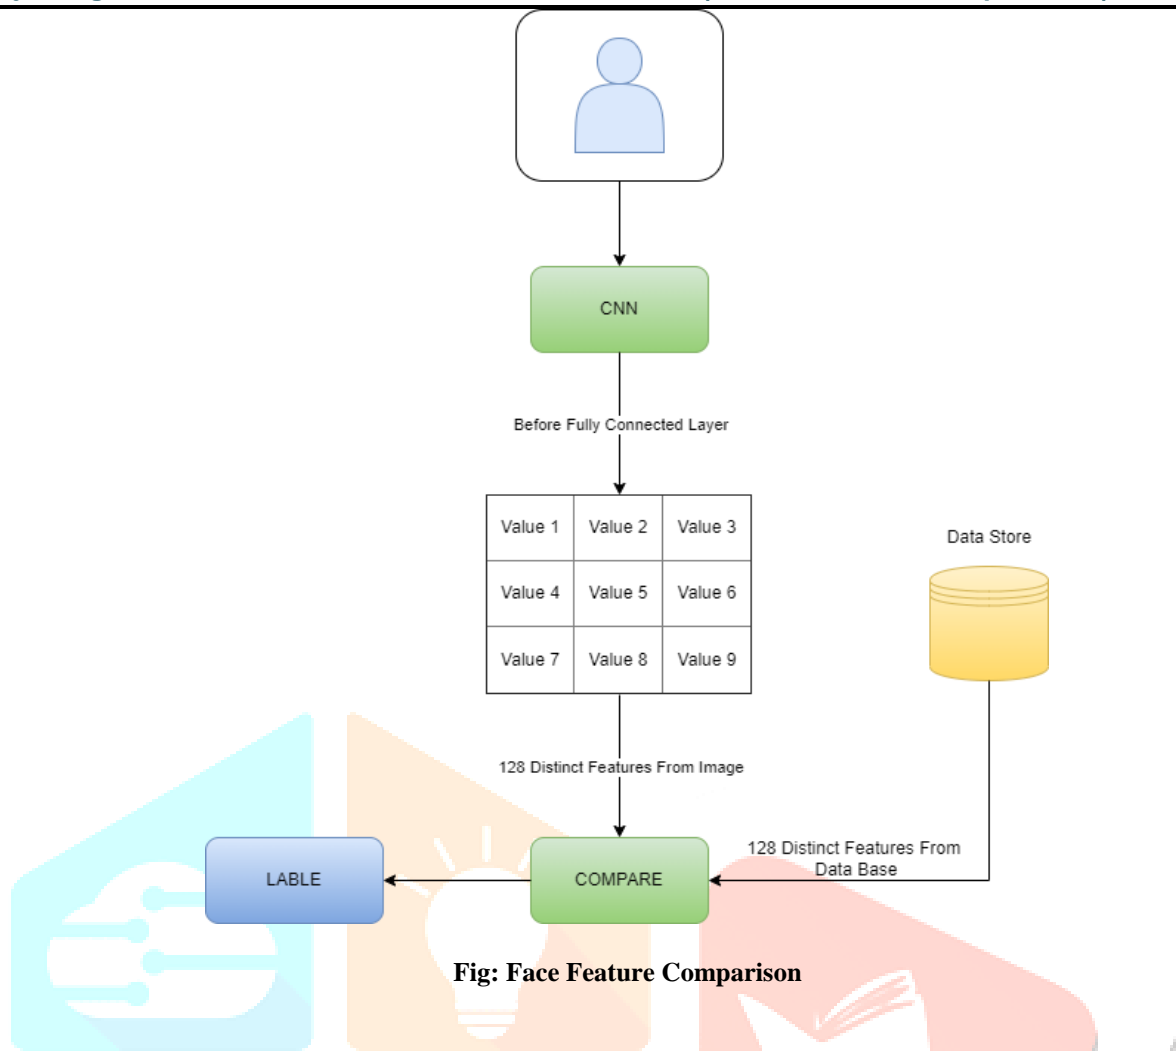 CNN
Before Fully Connected Layer
Value 1 Value 2 Value 3
Value 4 Value 5 Value 6
Value 7 Value 8 Value 9
Data Store
128 Distinct Features From Image
128 Distinct Features From
Data Base
LABLE
COMPARE
Fig: Face Feature Comparison